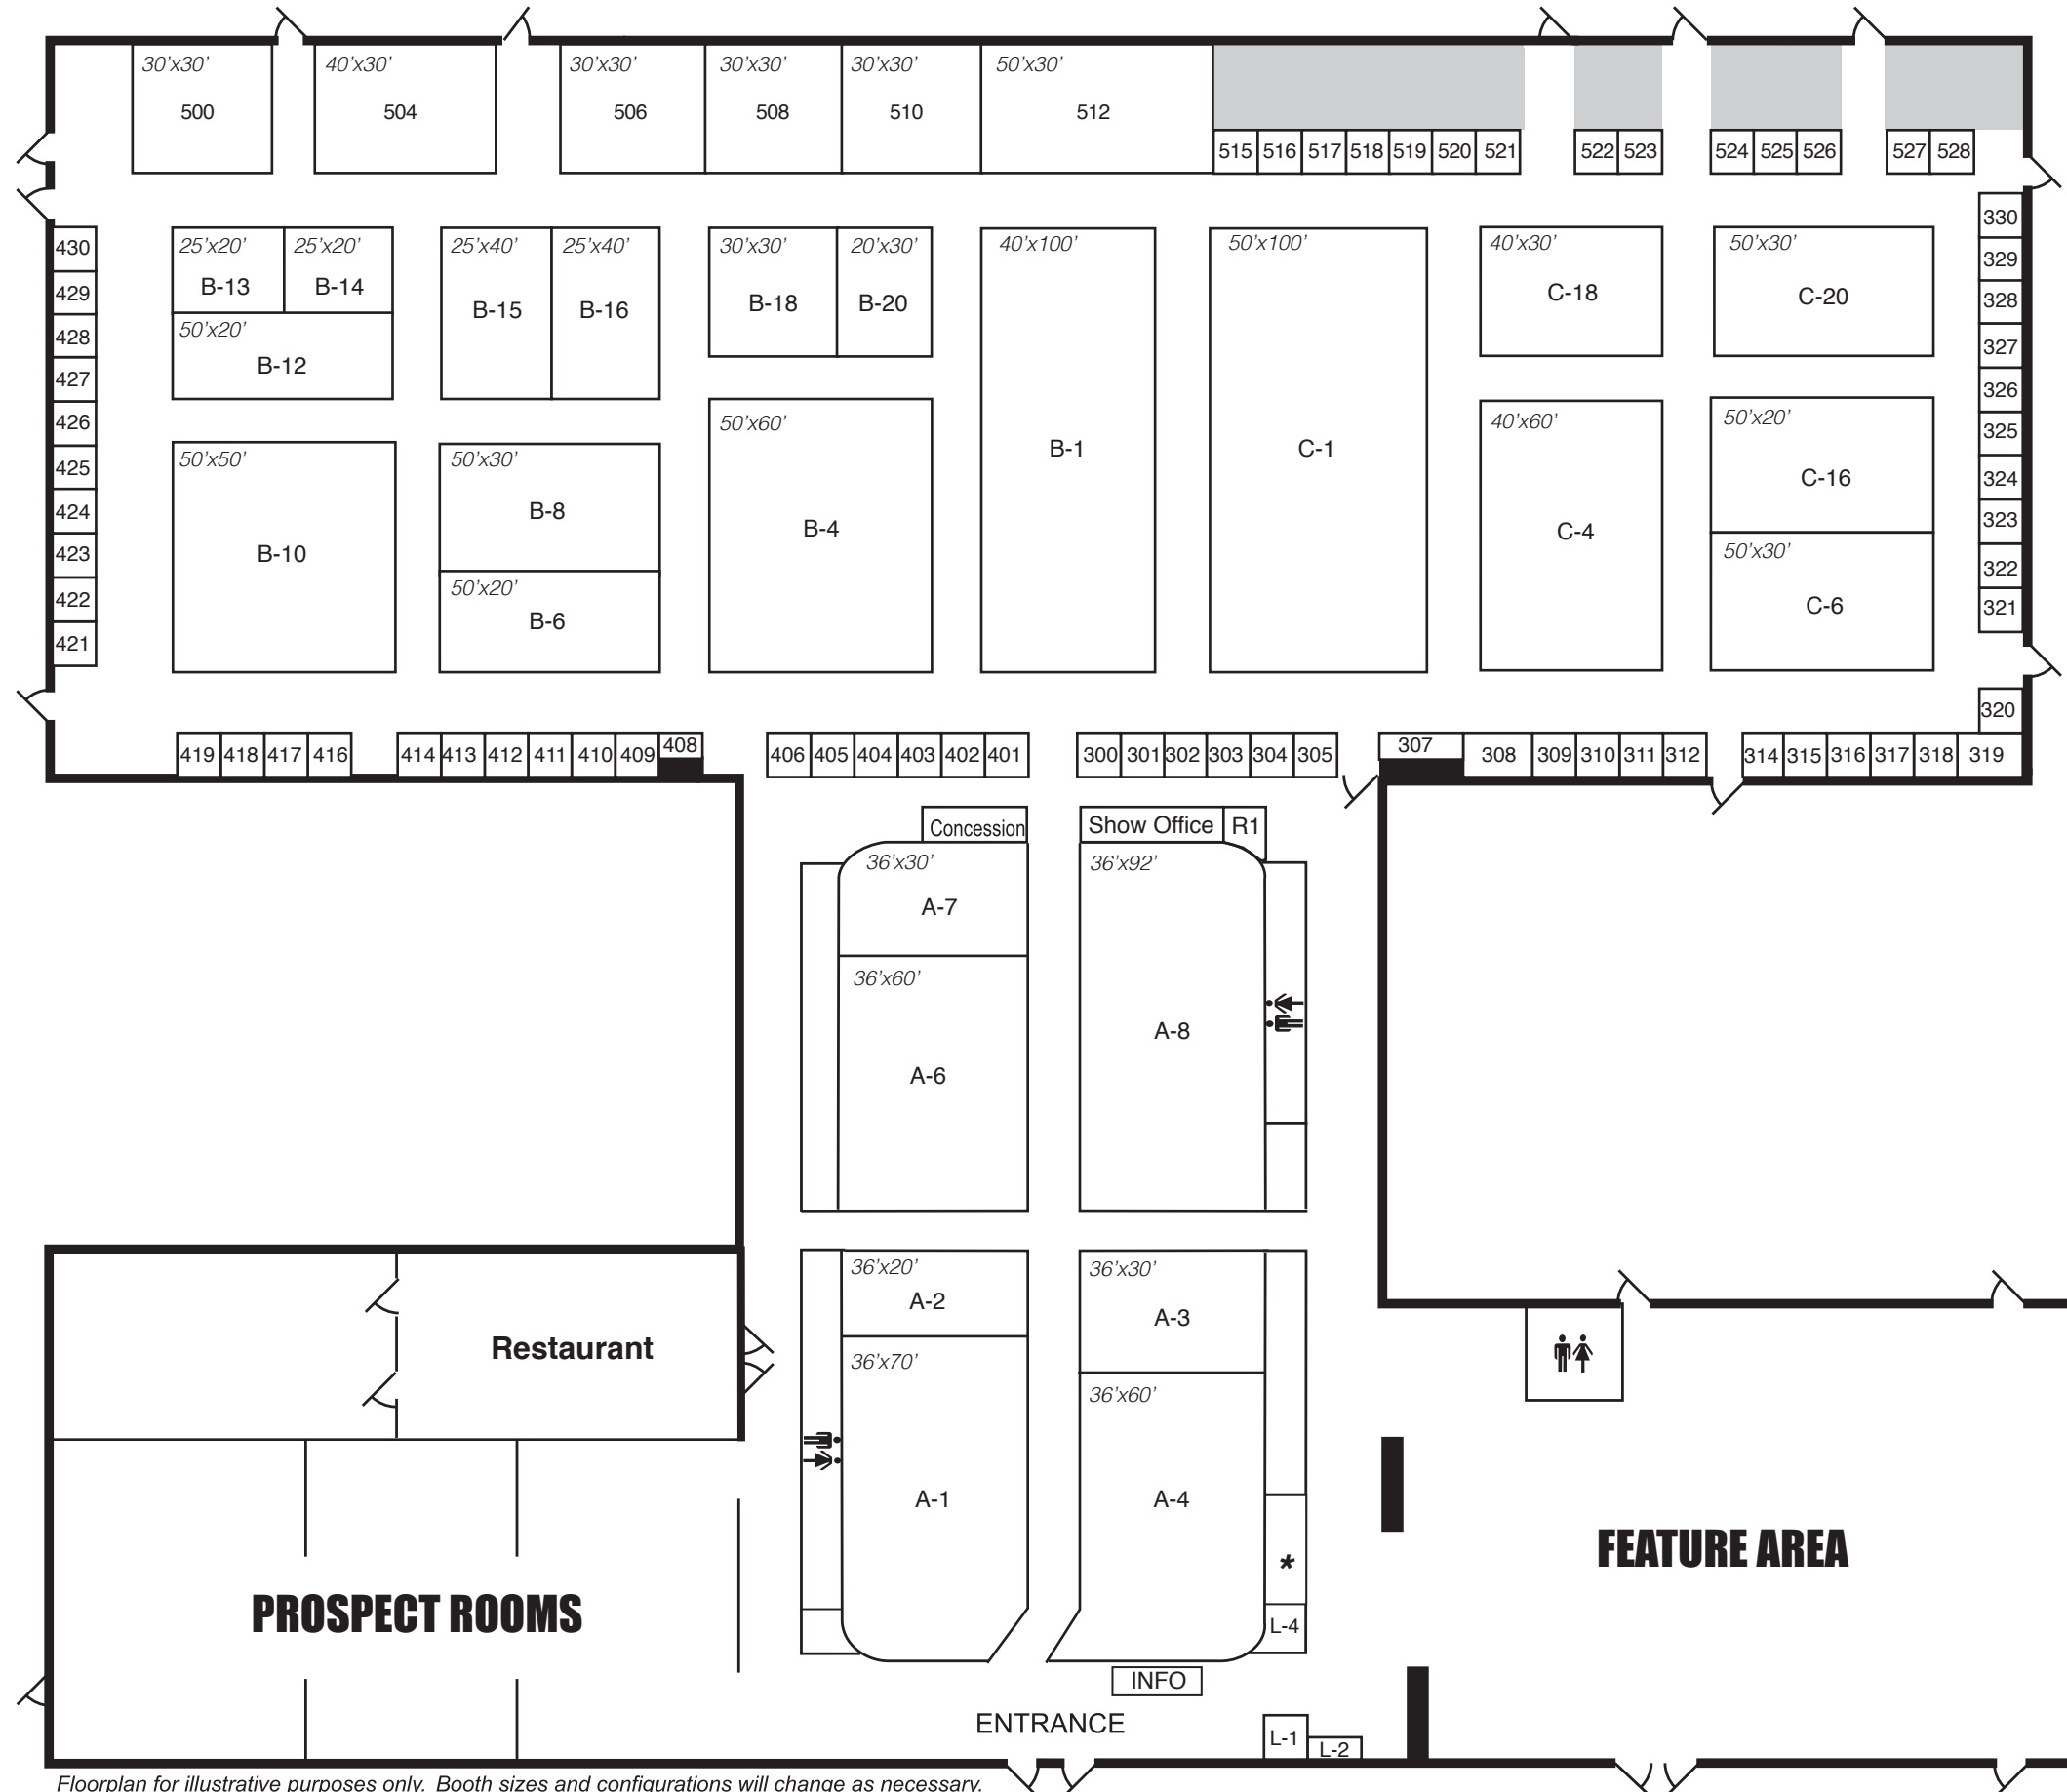 30'x30'
500
40'x30'
504
30'x30'
506
30'x30'
508
30'x30'
510
50'x30'
512
515 516 517 518 519 520 521
522 523
524 525 526
527 528
430
429
428
427
426
425
424
423
422
421
25'x20'
B-13
25'x20'
B-14
50'x20'
B-12
50'x50'
B-10
25'x40'
B-15
25'x40'
B-16
50'x30'
B-8
50'x20'
B-6
30'x30'
B-18
20'x30'
B-20
50'x60'
B-4
40'x100'
B-1
50'x100'
C-1
40'x30'
C-18
40'x60'
C-4
50'x30'
C-20
50'x20'
C-16
50'x30'
C-6
330
329
328
327
326
325
324
323
322
321
320
419 418 417 416
414 413 412 411 410 409 408
406 405 404 403 402 401
300 301 302 303 304 305
307 308 309 310 311 312
314 315 316 317 318 319
Concession
Show Office R1
36'x30'
A-7
36'x60'
A-6
36'x92'
A-8
36'x20'
A-2
36'x70'
A-1
36'x30'
A-3
36'x60'
A-4
*
L-4
Restaurant
PROSPECT ROOMS
FEATURE AREA
INFO
ENTRANCE
L-1
L-2
Floorplan for illustrative purposes only. Booth sizes and configurations will change as necessary.